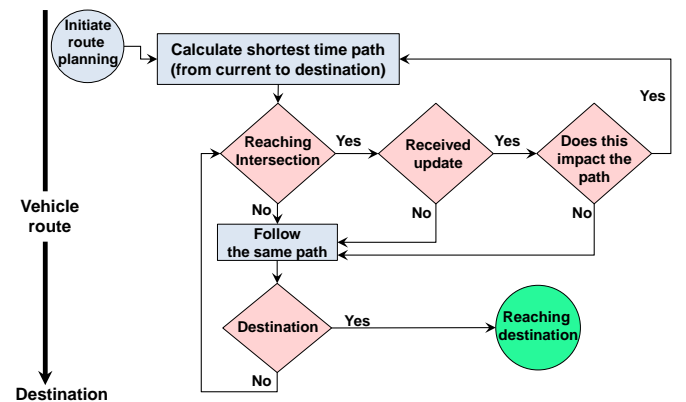 Initiate
route
planning
Calculate shortest time path
(from current to destination)
Yes
Reaching
Intersection
Yes
Received
update
Yes
Does this
impact the
path
No
No
No
Vehicle
route
Follow
the same path
Destination
Yes
Reaching
destination
No
Destination